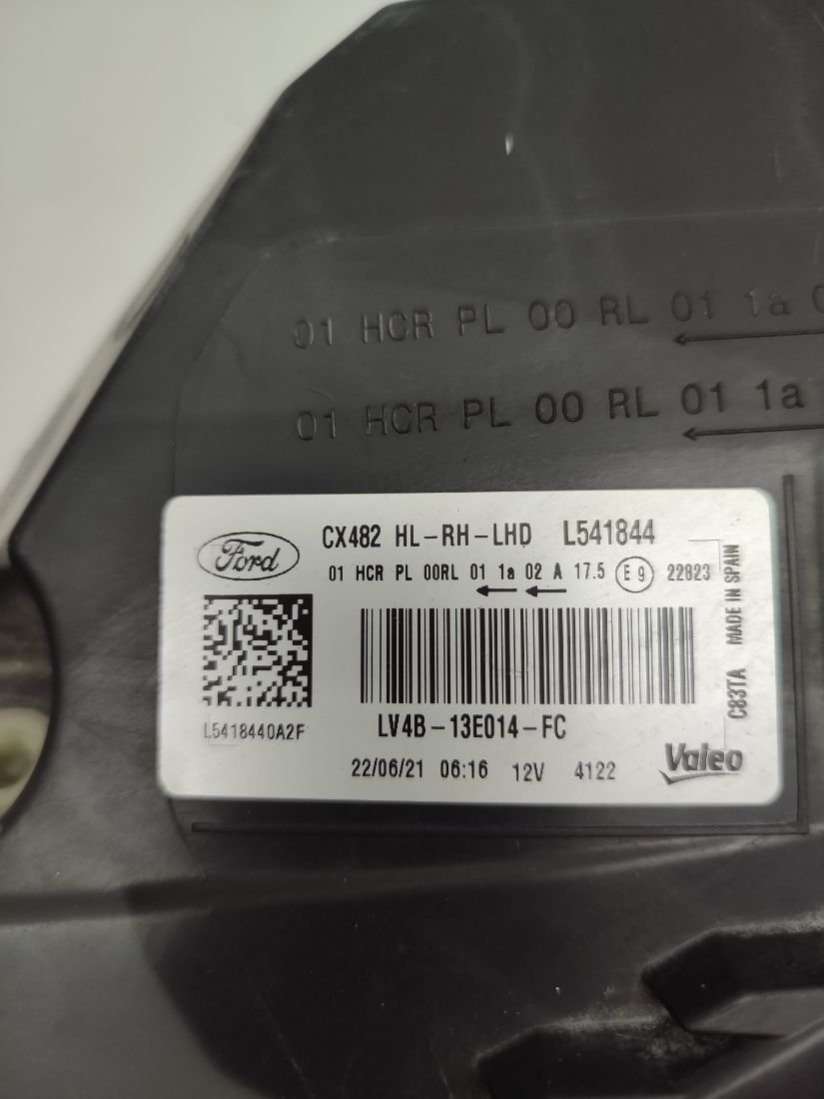 01 HCR PL 00 RL 01 1a
01 HCR PL 00 RL 01 1a
Ford
CX482 HL-RH-LHD L541844
01 HCR PL 00RL 01 1a 02 A 17.5 E9 22823
L5418440A2F
LV4B-13E014-FC
22/06/21 06:16 12V 4122
Valeo
C83TA MADE IN SPAIN